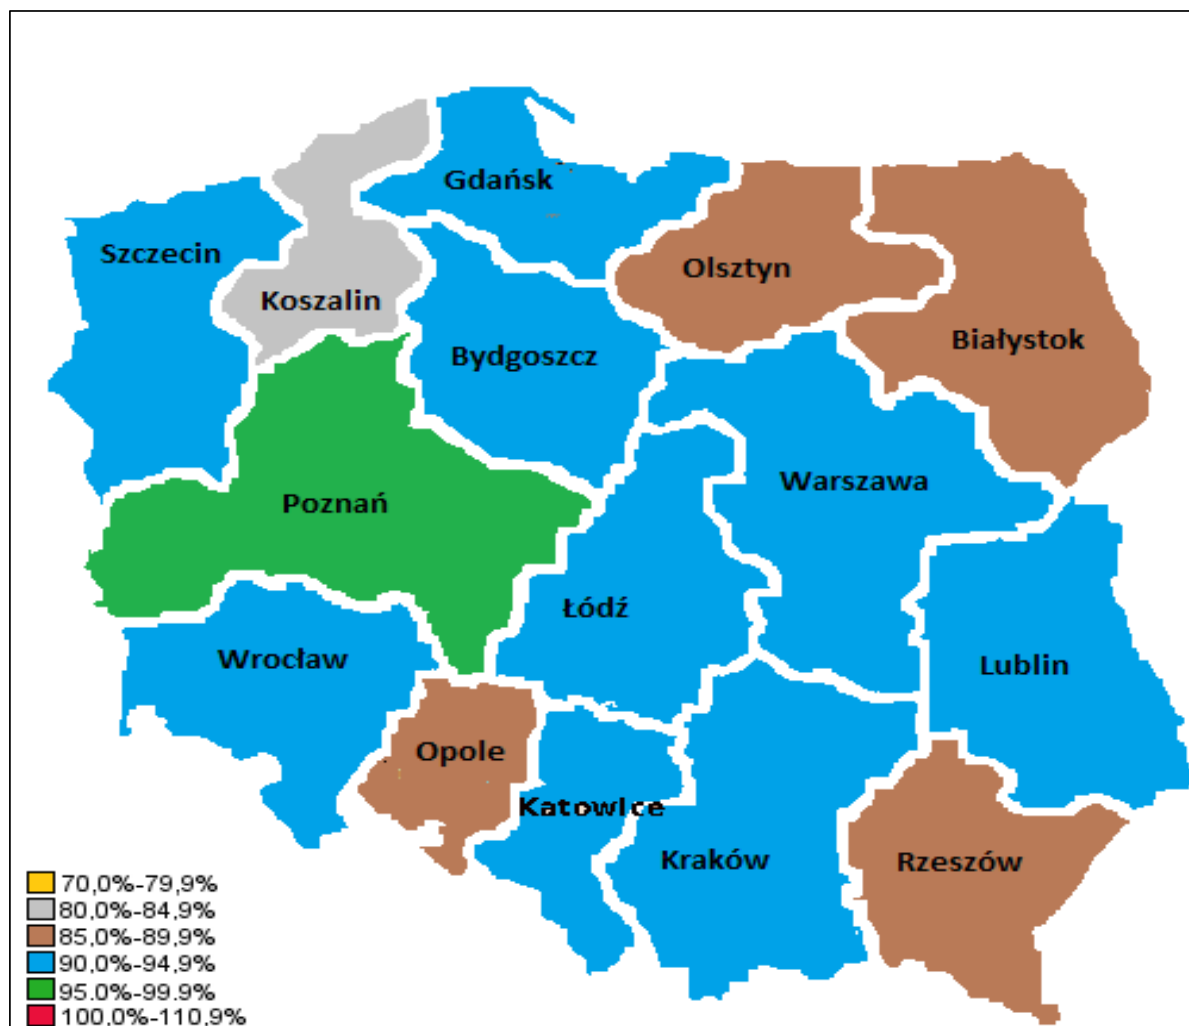 Gdańsk
Szczecin
Olsztyn
Koszalin
Białystok
Bydgoszcz
Warszawa
Poznań
Łódź
Wrocław
Lublin
Opole
Katowice
Kraków
Rzeszów
70,0%-79,9%
80,0%-84,9%
85,0%-89,9%
90,0%-94,9%
95.0%-99.9%
100,0%-110,9%